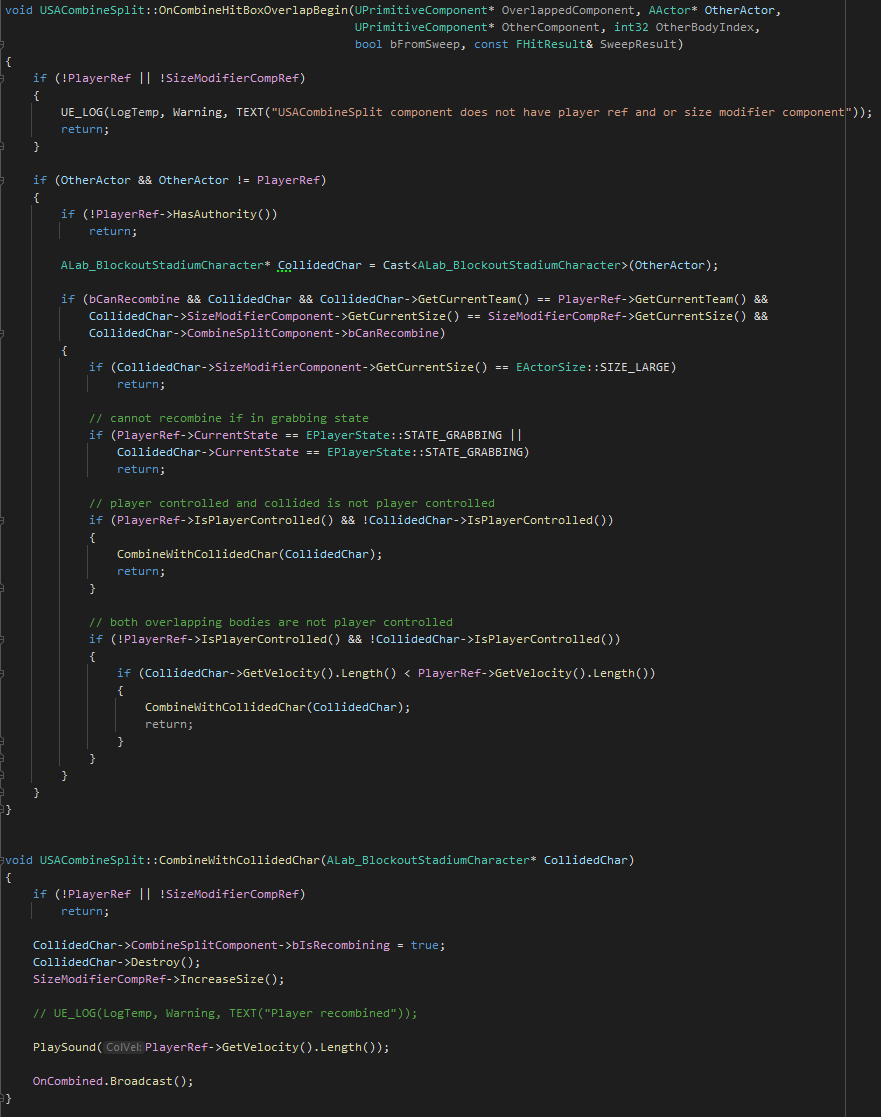 void USACombineSplit::OnCombineHitBoxOverlapBegin(UPrimitiveComponent* OverlappedComponent, AActor* OtherActor,
UPrimitiveComponent* OtherComponent, int32 OtherBodyIndex,
bool bFromSweep, const FHitResult& SweepResult)
{
if (!PlayerRef || !SizeModifierCompRef)
{
UE_LOG(LogTemp, Warning, TEXT("USACombineSplit component does not have player ref and or size modifier component"));
return;
}
if (OtherActor && OtherActor != PlayerRef)
{
if (!PlayerRef->HasAuthority())
return;
ALab_BlockoutStadiumCharacter* CollidedChar = Cast<ALab_BlockoutStadiumCharacter>(OtherActor);
if (bCanRecombine && CollidedChar && CollidedChar->GetCurrentTeam() == PlayerRef->GetCurrentTeam() &&
CollidedChar->SizeModifierComponent->GetCurrentSize() == SizeModifierCompRef->GetCurrentSize() &&
CollidedChar->CombineSplitComponent->bCanRecombine)
{
if (CollidedChar->SizeModifierComponent->GetCurrentSize() == EActorSize::SIZE_LARGE)
return;
// cannot recombine if in grabbing state
if (PlayerRef->CurrentState == EPlayerState::STATE_GRABBING ||
CollidedChar->CurrentState == EPlayerState::STATE_GRABBING)
return;
// player controlled and collided is not player controlled
if (PlayerRef->IsPlayerControlled() && !CollidedChar->IsPlayerControlled())
{
CombineWithCollidedChar(CollidedChar);
return;
}
// both overlapping bodies are not player controlled
if (!PlayerRef->IsPlayerControlled() && !CollidedChar->IsPlayerControlled())
{
if (CollidedChar->GetVelocity().Length() < PlayerRef->GetVelocity().Length())
{
CombineWithCollidedChar(CollidedChar);
return;
}
}
}
}
}
void USACombineSplit::CombineWithCollidedChar(ALab_BlockoutStadiumCharacter* CollidedChar)
{
if (!PlayerRef || !SizeModifierCompRef)
return;
CollidedChar->CombineSplitComponent->bIsRecombining = true;
CollidedChar->Destroy();
SizeModifierCompRef->IncreaseSize();
// UE_LOG(LogTemp, Warning, TEXT("Player recombined"));
PlaySound( ColVel: PlayerRef->GetVelocity().Length());
OnCombined.Broadcast();
}